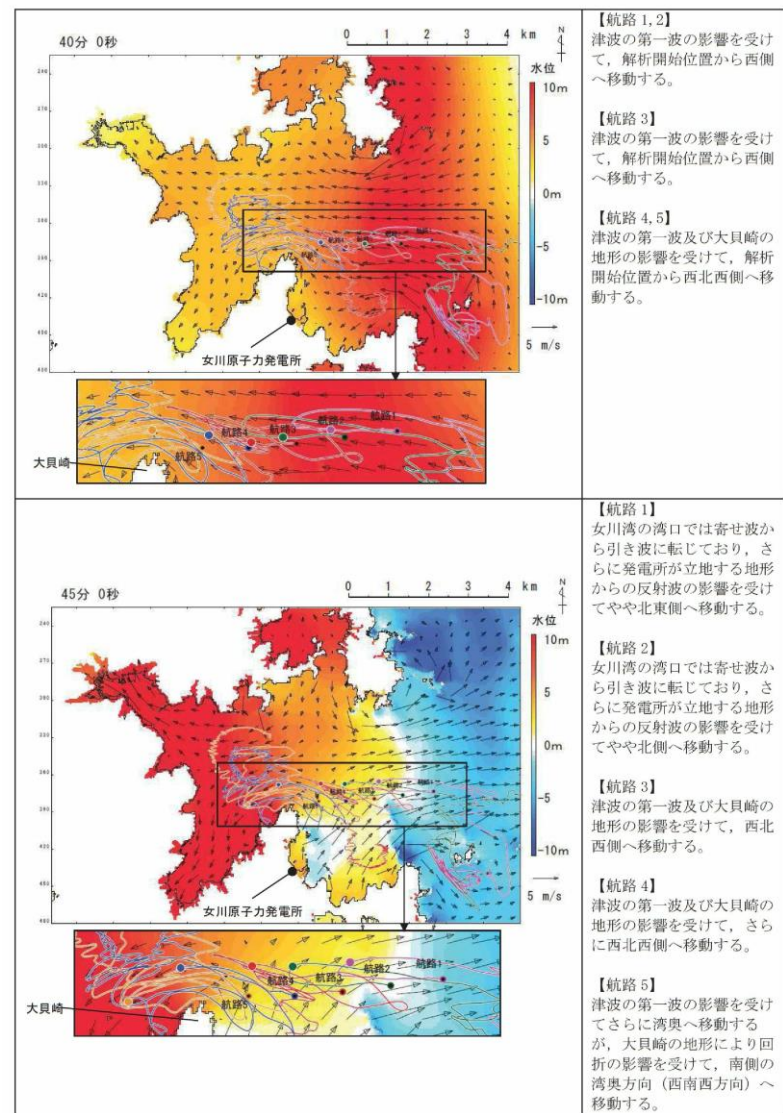 0 1 2 3 4 km
N
40分 0秒
水位
10m
5
0m
-5
-10m
5 m/s
女川原子力発電所
航路1
航路2
航路3
航路4
航路5
大貝崎
【航路 1,2】
津波の第一波の影響を受け
て，解析開始位置から西側
へ移動する。
【航路 3】
津波の第一波の影響を受け
て，解析開始位置から西側
へ移動する。
【航路 4,5】
津波の第一波及び大貝崎の
地形の影響を受けて，解析
開始位置から西北西側へ移
動する。
0 1 2 3 4 km
N
45分 0秒
水位
10m
5
0m
-5
-10m
5 m/s
女川原子力発電所
航路1
航路2
航路3
航路4
航路5
大貝崎
【航路 1】
女川湾の湾口では寄せ波か
ら引き波に転じており，さ
らに発電所が立地する地形
からの反射波の影響を受け
てやや北東側へ移動する。
【航路 2】
女川湾の湾口では寄せ波か
ら引き波に転じており，さ
らに発電所が立地する地形
からの反射波の影響を受け
てやや北側へ移動する。
【航路 3】
津波の第一波及び大貝崎の
地形の影響を受けて，西北
西側へ移動する。
【航路 4】
津波の第一波及び大貝崎の
地形の影響を受けて，さら
に西北西側へ移動する。
【航路 5】
津波の第一波の影響を受け
てさらに湾奥へ移動する
が，大貝崎の地形により回
折の影響を受けて，南側の
湾奥方向（西南西方向）へ
移動する。